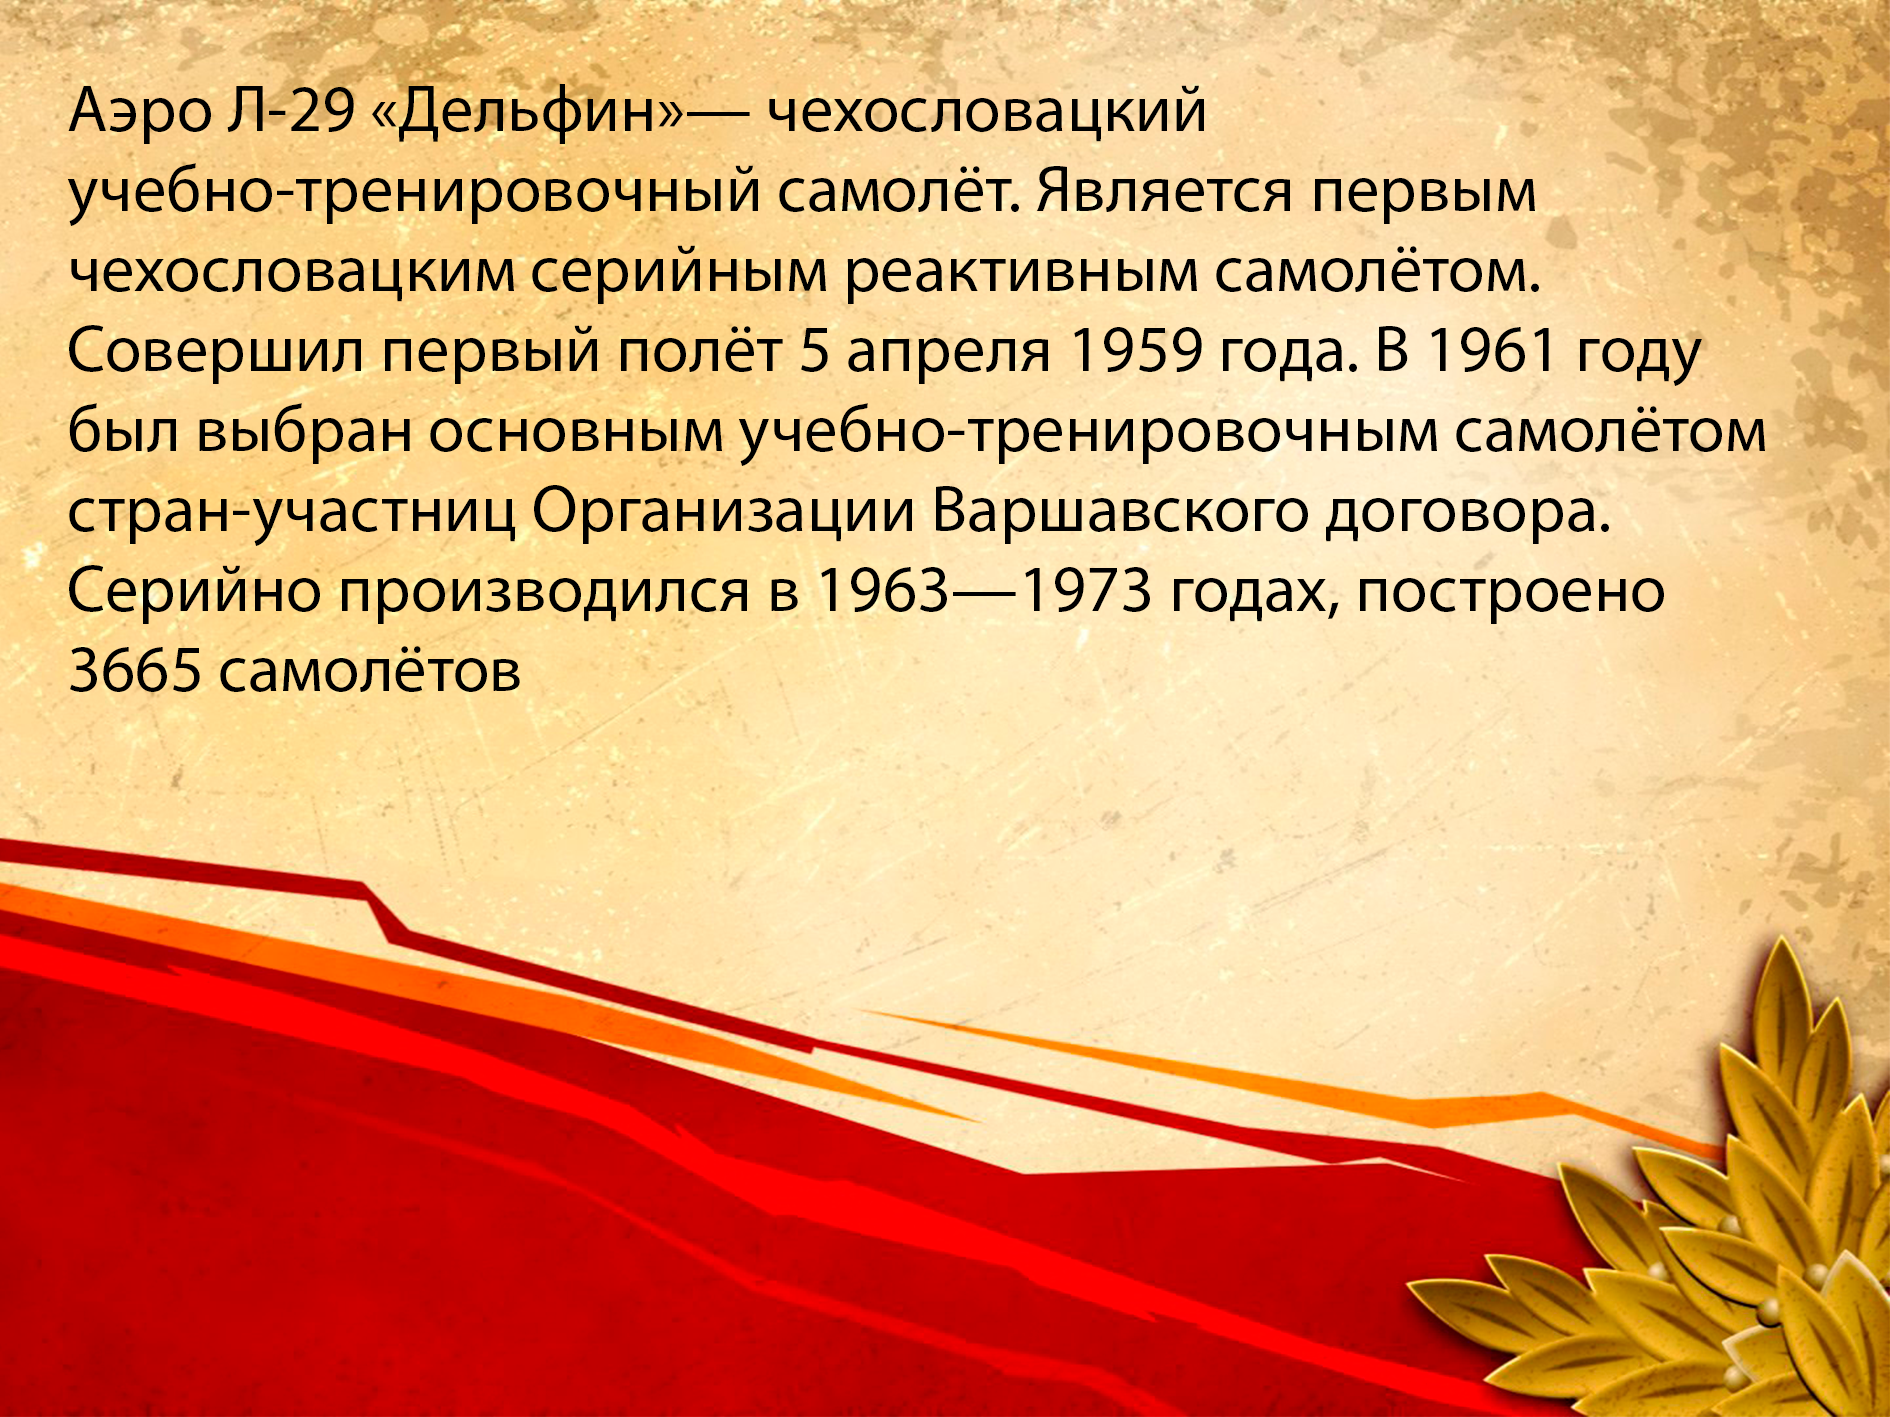 Аэро Л-29 «Дельфин»— чехословацкий
учебно-тренировочный самолёт. Является первым
чехословацким серийным реактивным самолётом.
Совершил первый полёт 5 апреля 1959 года. В 1961 году
был выбран основным учебно-тренировочным самолётом
стран-участниц Организации Варшавского договора.
Серийно производился в 1963—1973 годах, построено
3665 самолётов